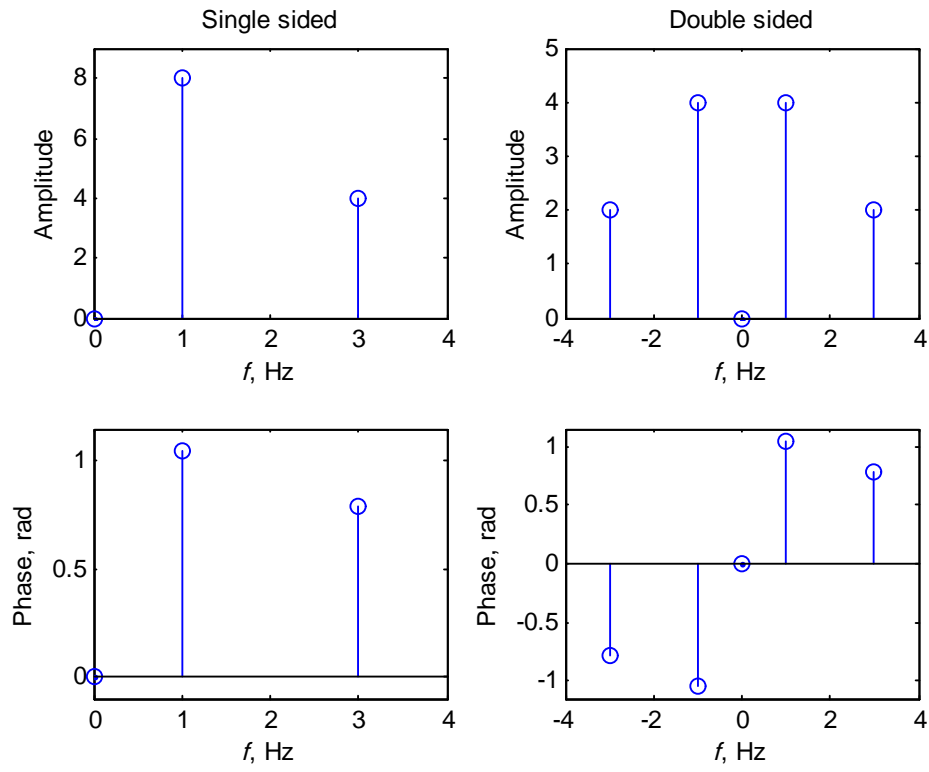 Single sided
Double sided
8
6
4
2
0
Amplitude
0 1 2 3 4
f, Hz
5
4
3
2
1
0
Amplitude
-4 -2 0 2 4
f, Hz
1
0.5
0
Phase, rad
0 1 2 3 4
f, Hz
1
0.5
0
-0.5
-1
Phase, rad
-4 -2 0 2 4
f, Hz